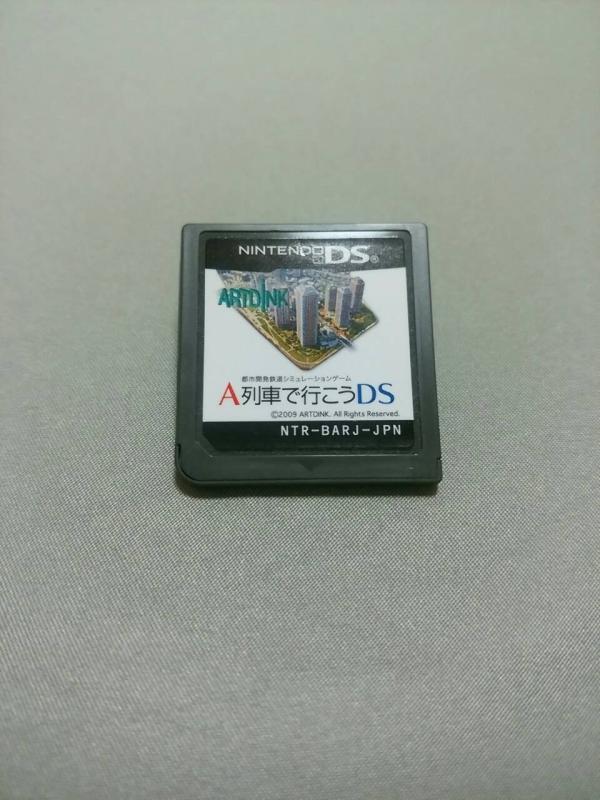 NINTENDO DS®
ARTDINK
都市開発鉄道シミュレーションゲーム
A列車で行こうDS
©2009 ARTDINK. All Rights Reserved.
NTR-BARJ-JPN